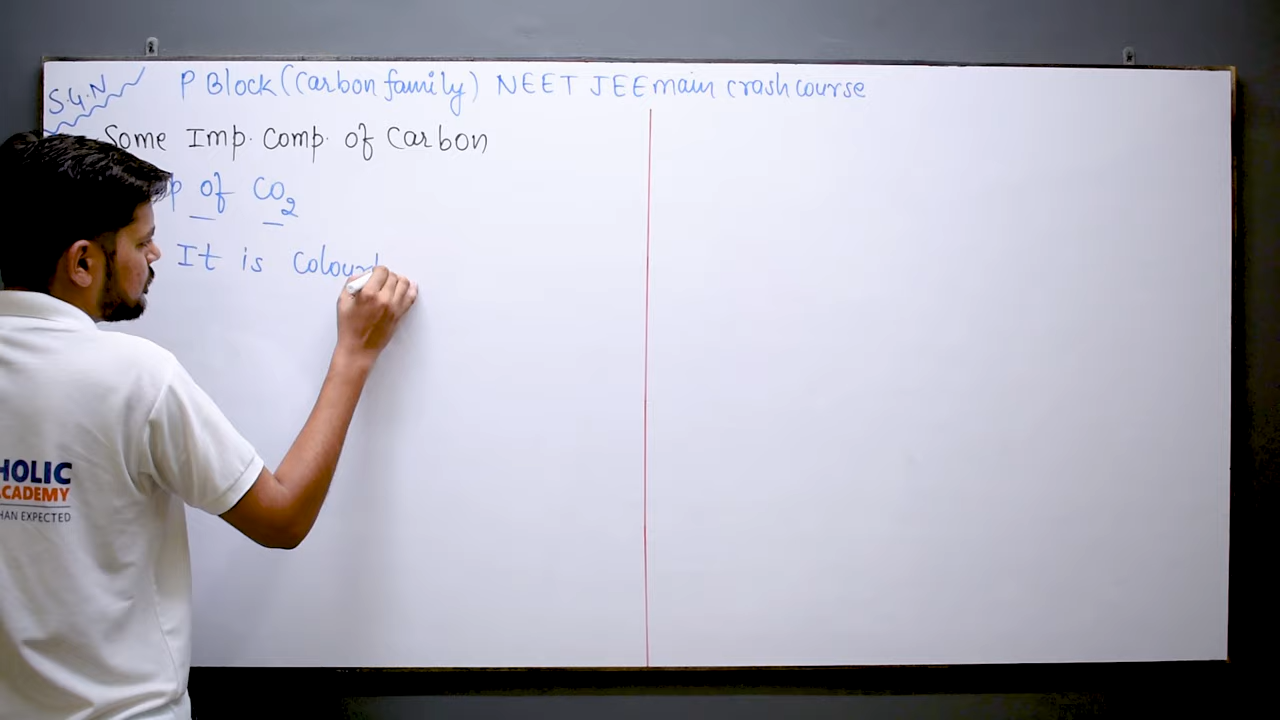 S.G.N
P Block (Carbon family) NEET JEE main crash course
Some Imp. Comp. of Carbon
of CO2
It is
HOLIC
ACADEMY
HAN EXPECTED